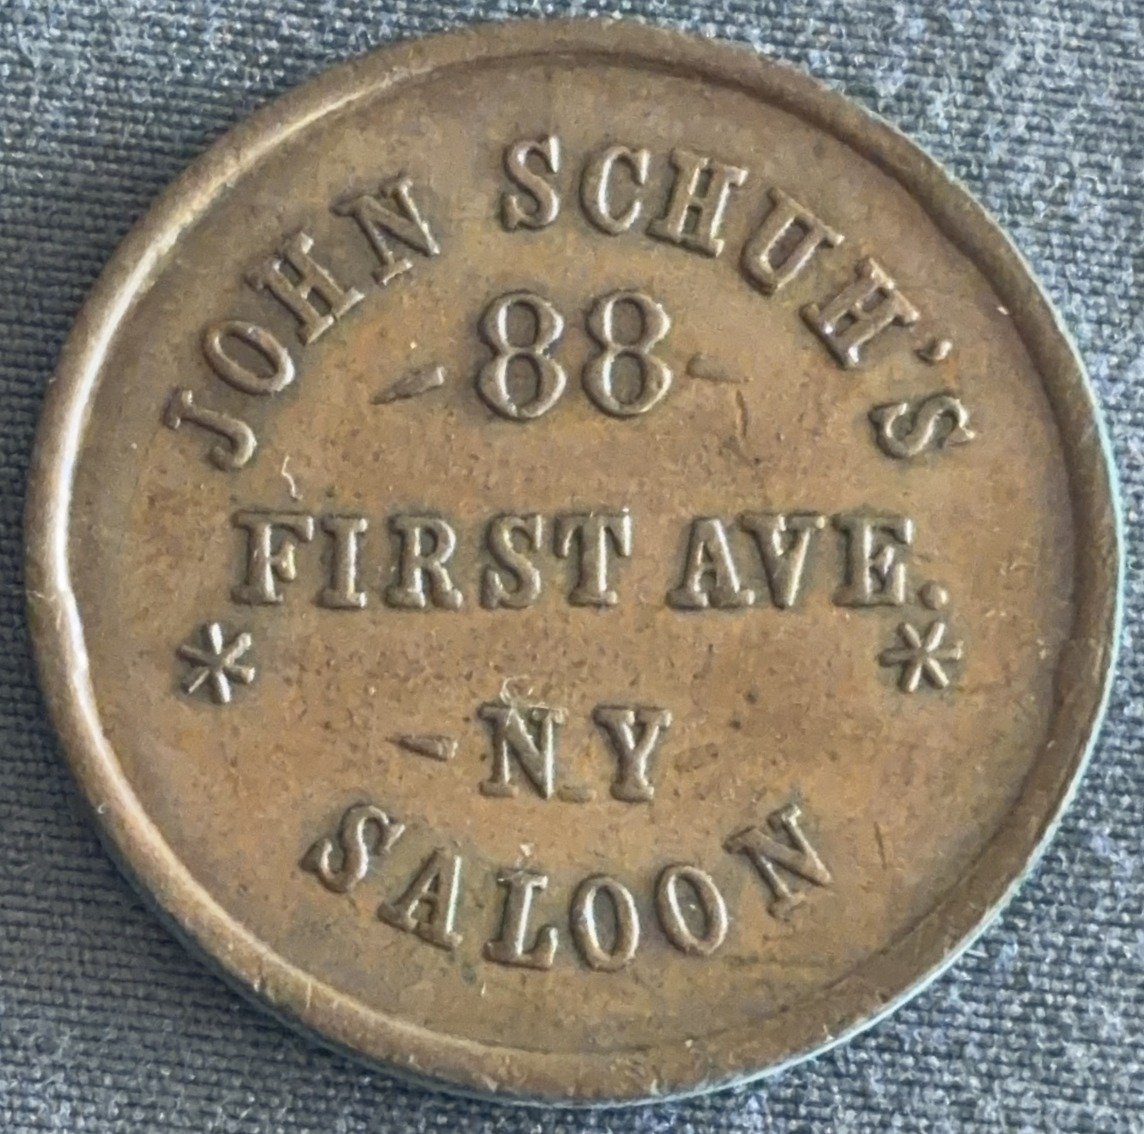 JOHN SCHUH'S
- 88 -
FIRST AVE.
* *
- N Y -
SALOON